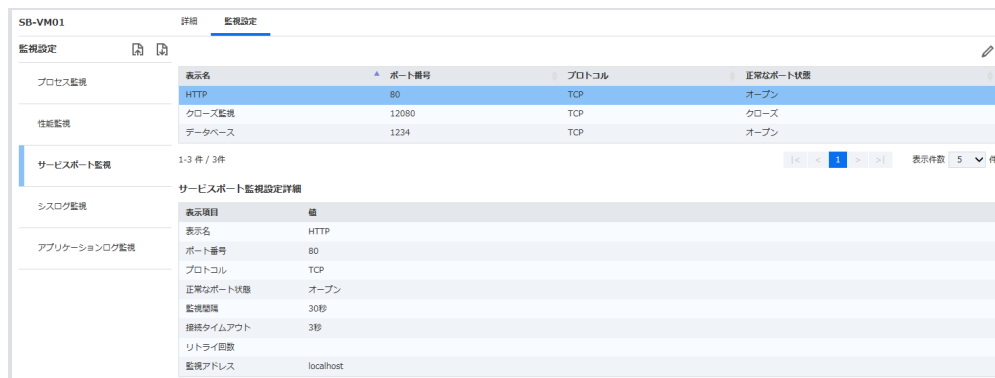 SB-VM01 詳細 監視設定
監視設定
プロセス監視
性能監視
サービスポート監視
シスログ監視
アプリケーションログ監視
表示名 ポート番号 プロトコル 正常なポート状態
HTTP 80 TCP オープン
クローズ監視 12080 TCP クローズ
データベース 1234 TCP オープン
1-3 件 / 3件 |< < 1 > >| 表示件数 5 件
サービスポート監視設定詳細
表示項目 値
表示名 HTTP
ポート番号 80
プロトコル TCP
正常なポート状態 オープン
監視間隔 30秒
接続タイムアウト 3秒
リトライ回数
監視アドレス localhost